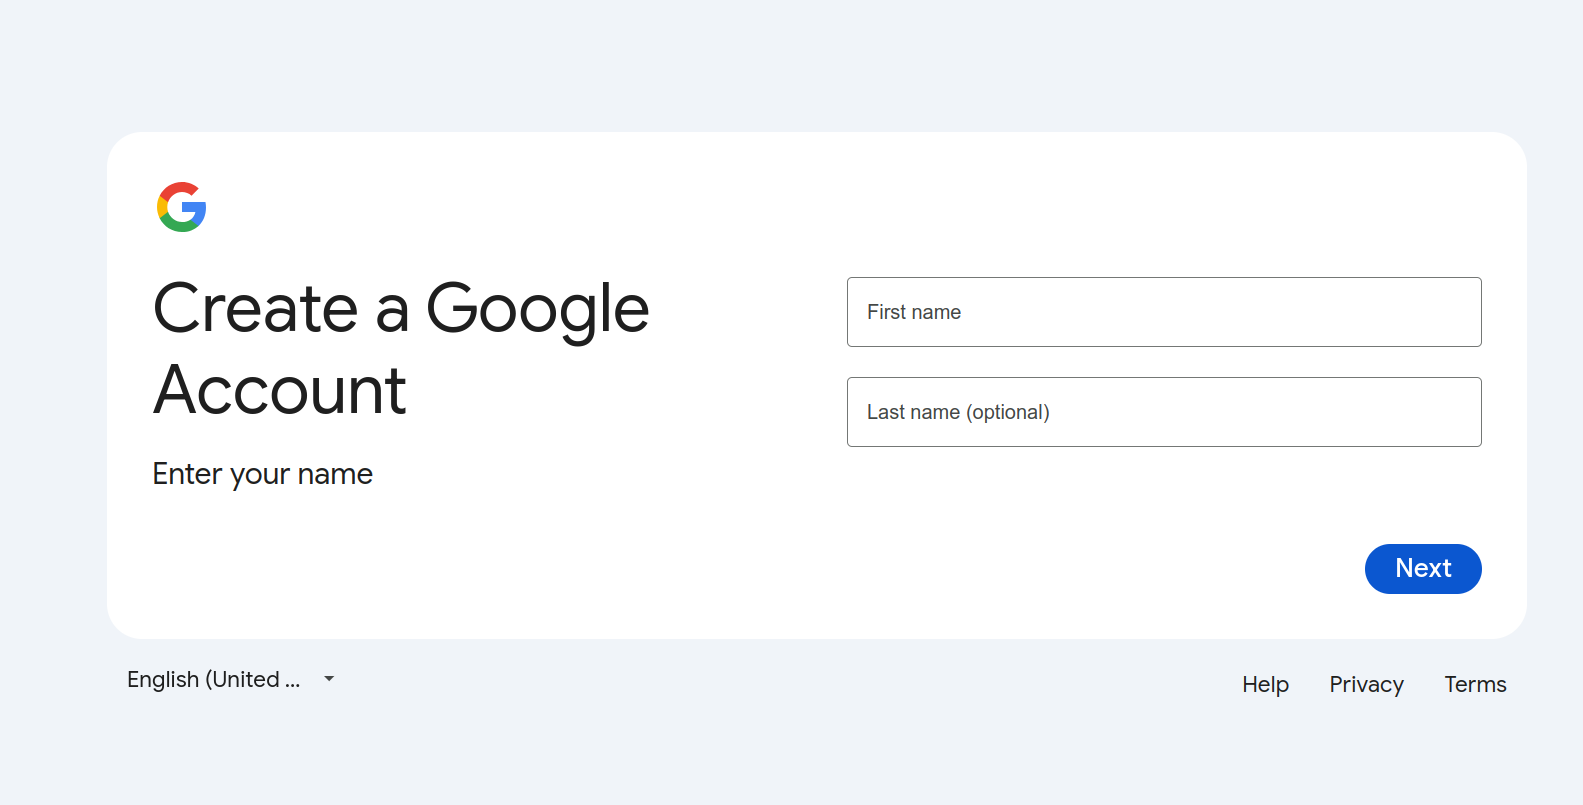 Create a Google
Account
Enter your name
First name
Last name (optional)
Next
English (United ...
Help
Privacy
Terms